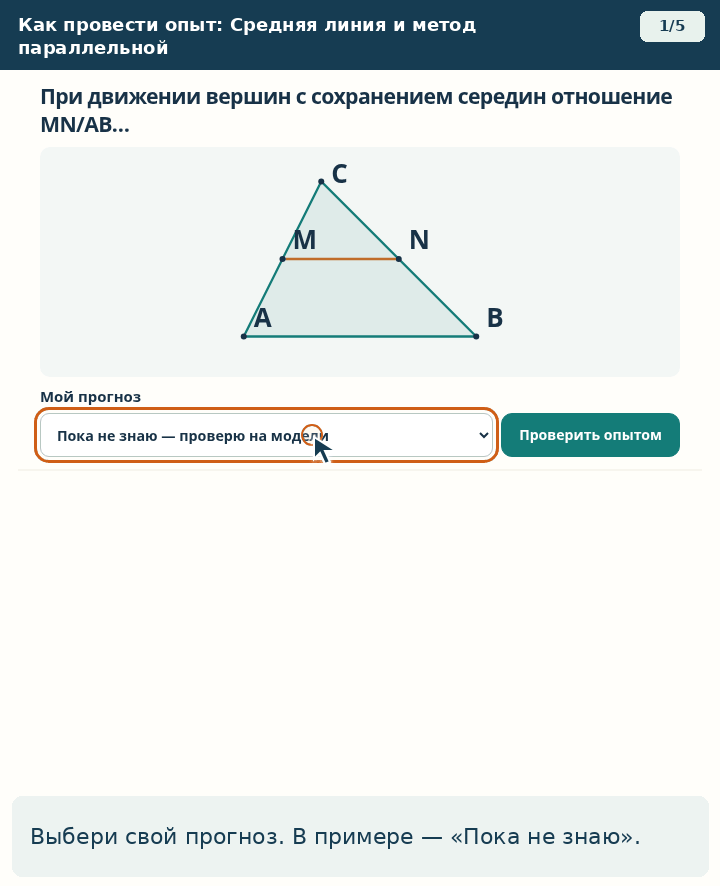 Как провести опыт: Средняя линия и метод
параллельной
1/5
При движении вершин с сохранением середин отношение
MN/AB...
C
M
N
A
B
Мой прогноз
Пока не знаю — проверю на модели
Проверить опытом
Выбери свой прогноз. В примере — «Пока не знаю».